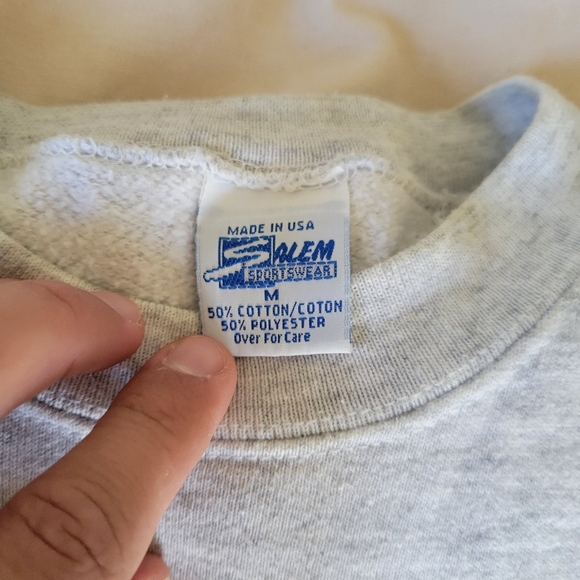 MADE IN USA
SALEM
SPORTSWEAR
M
50% COTTON/COTON
50% POLYESTER
Over For Care